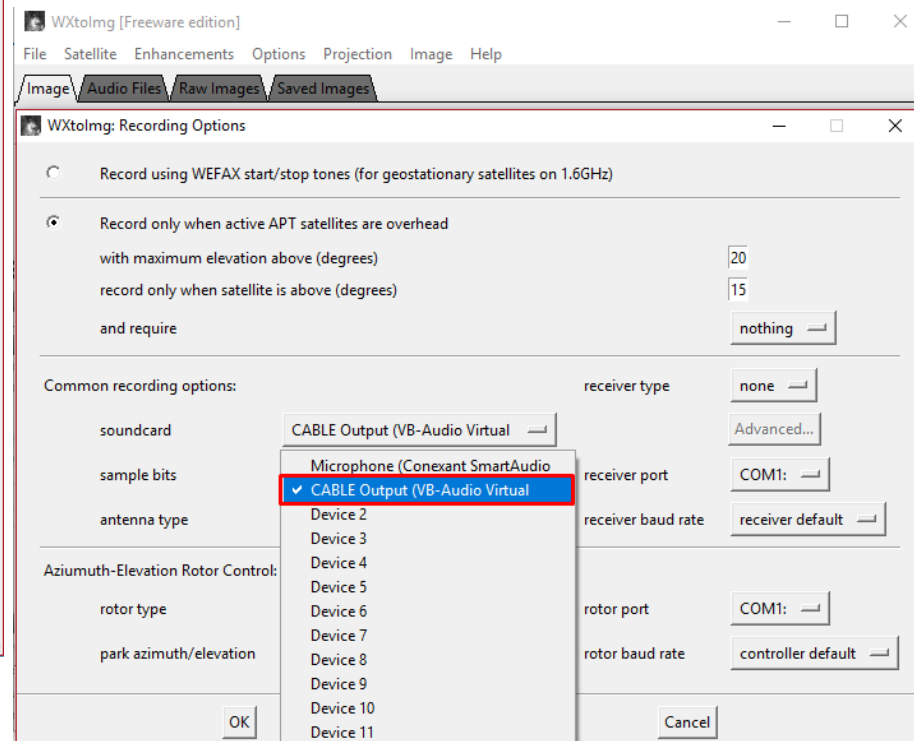 WXtoImg [Freeware edition]
File Satellite Enhancements Options Projection Image Help
Image Audio Files Raw Images Saved Images
WXtoImg: Recording Options
Record using WEFAX start/stop tones (for geostationary satellites on 1.6GHz)
Record only when active APT satellites are overhead
with maximum elevation above (degrees) 20
record only when satellite is above (degrees) 15
and require nothing
Common recording options: receiver type none
soundcard CABLE Output (VB-Audio Virtual Advanced...
Microphone (Conexant SmartAudio
sample bits receiver port COM1:
CABLE Output (VB-Audio Virtual
Device 2
antenna type receiver baud rate receiver default
Device 3
Device 4
Aziumuth-Elevation Rotor Control:
Device 5
rotor type Device 6 rotor port COM1:
Device 7
park azimuth/elevation Device 8 rotor baud rate controller default
Device 9
Device 10
OK Cancel
Device 11